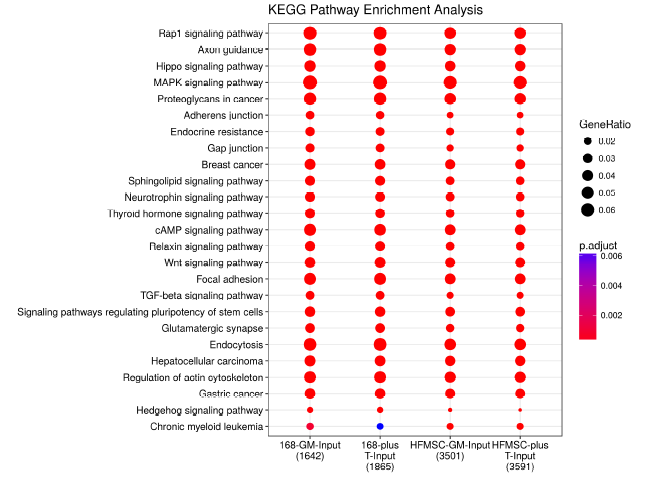 KEGG Pathway Enrichment Analysis
Rap1 signaling pathway
Axon guidance
Hippo signaling pathway
MAPK signaling pathway
Proteoglycans in cancer
Adherens junction
Endocrine resistance
Gap junction
Breast cancer
Sphingolipid signaling pathway
Neurotrophin signaling pathway
Thyroid hormone signaling pathway
cAMP signaling pathway
Relaxin signaling pathway
Wnt signaling pathway
Focal adhesion
TGF-beta signaling pathway
Signaling pathways regulating pluripotency of stem cells
Glutamatergic synapse
Endocytosis
Hepatocellular carcinoma
Regulation of actin cytoskeleton
Gastric cancer
Hedgehog signaling pathway
Chronic myeloid leukemia
168-GM-Input
(1642)
168-plus
T-Input
(1865)
HFMSC-GM-Input
(3501)
HFMSC-plus
T-Input
(3591)
GeneRatio
0.02
0.03
0.04
0.05
0.06
p.adjust
0.006
0.004
0.002